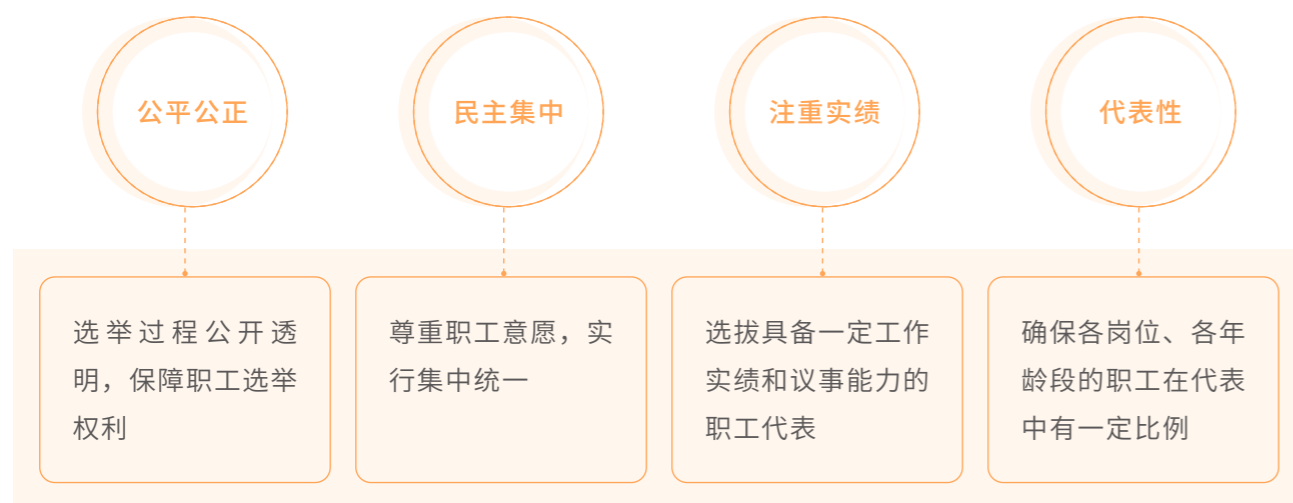 公平公正
民主集中
注重实绩
代表性
选举过程公开透
明，保障职工选举
权利
尊重职工意愿，实
行集中统一
选拔具备一定工作
实绩和议事能力的
职工代表
确保各岗位、各年
龄段的职工在代表
中有一定比例